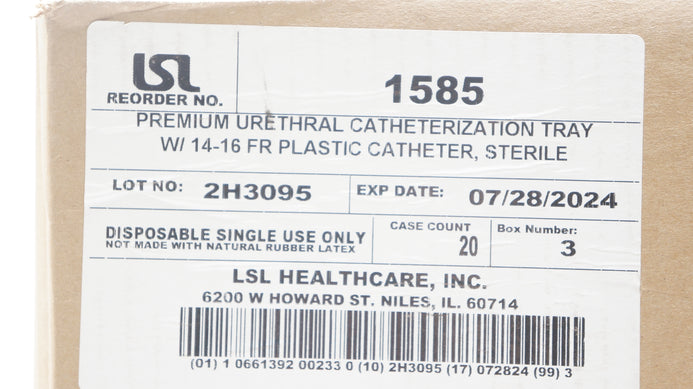 LSL
REORDER NO.
1585
PREMIUM URETHRAL CATHETERIZATION TRAY
W/ 14-16 FR PLASTIC CATHETER, STERILE
LOT NO: 2H3095
EXP DATE: 07/28/2024
DISPOSABLE SINGLE USE ONLY
NOT MADE WITH NATURAL RUBBER LATEX
CASE COUNT
20
Box Number:
3
LSL HEALTHCARE, INC.
6200 W HOWARD ST. NILES, IL. 60714
(01) 1 0661392 00233 0 (10) 2H3095 (17) 072824 (99) 3